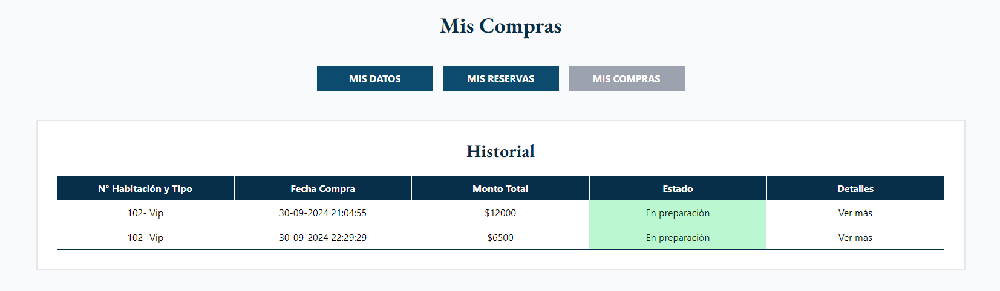 Mis Compras
MIS DATOS MIS RESERVAS MIS COMPRAS
Historial
N° Habitación y Tipo Fecha Compra Monto Total Estado Detalles
102- Vip 30-09-2024 21:04:55 $12000 En preparación Ver más
102- Vip 30-09-2024 22:29:29 $6500 En preparación Ver más